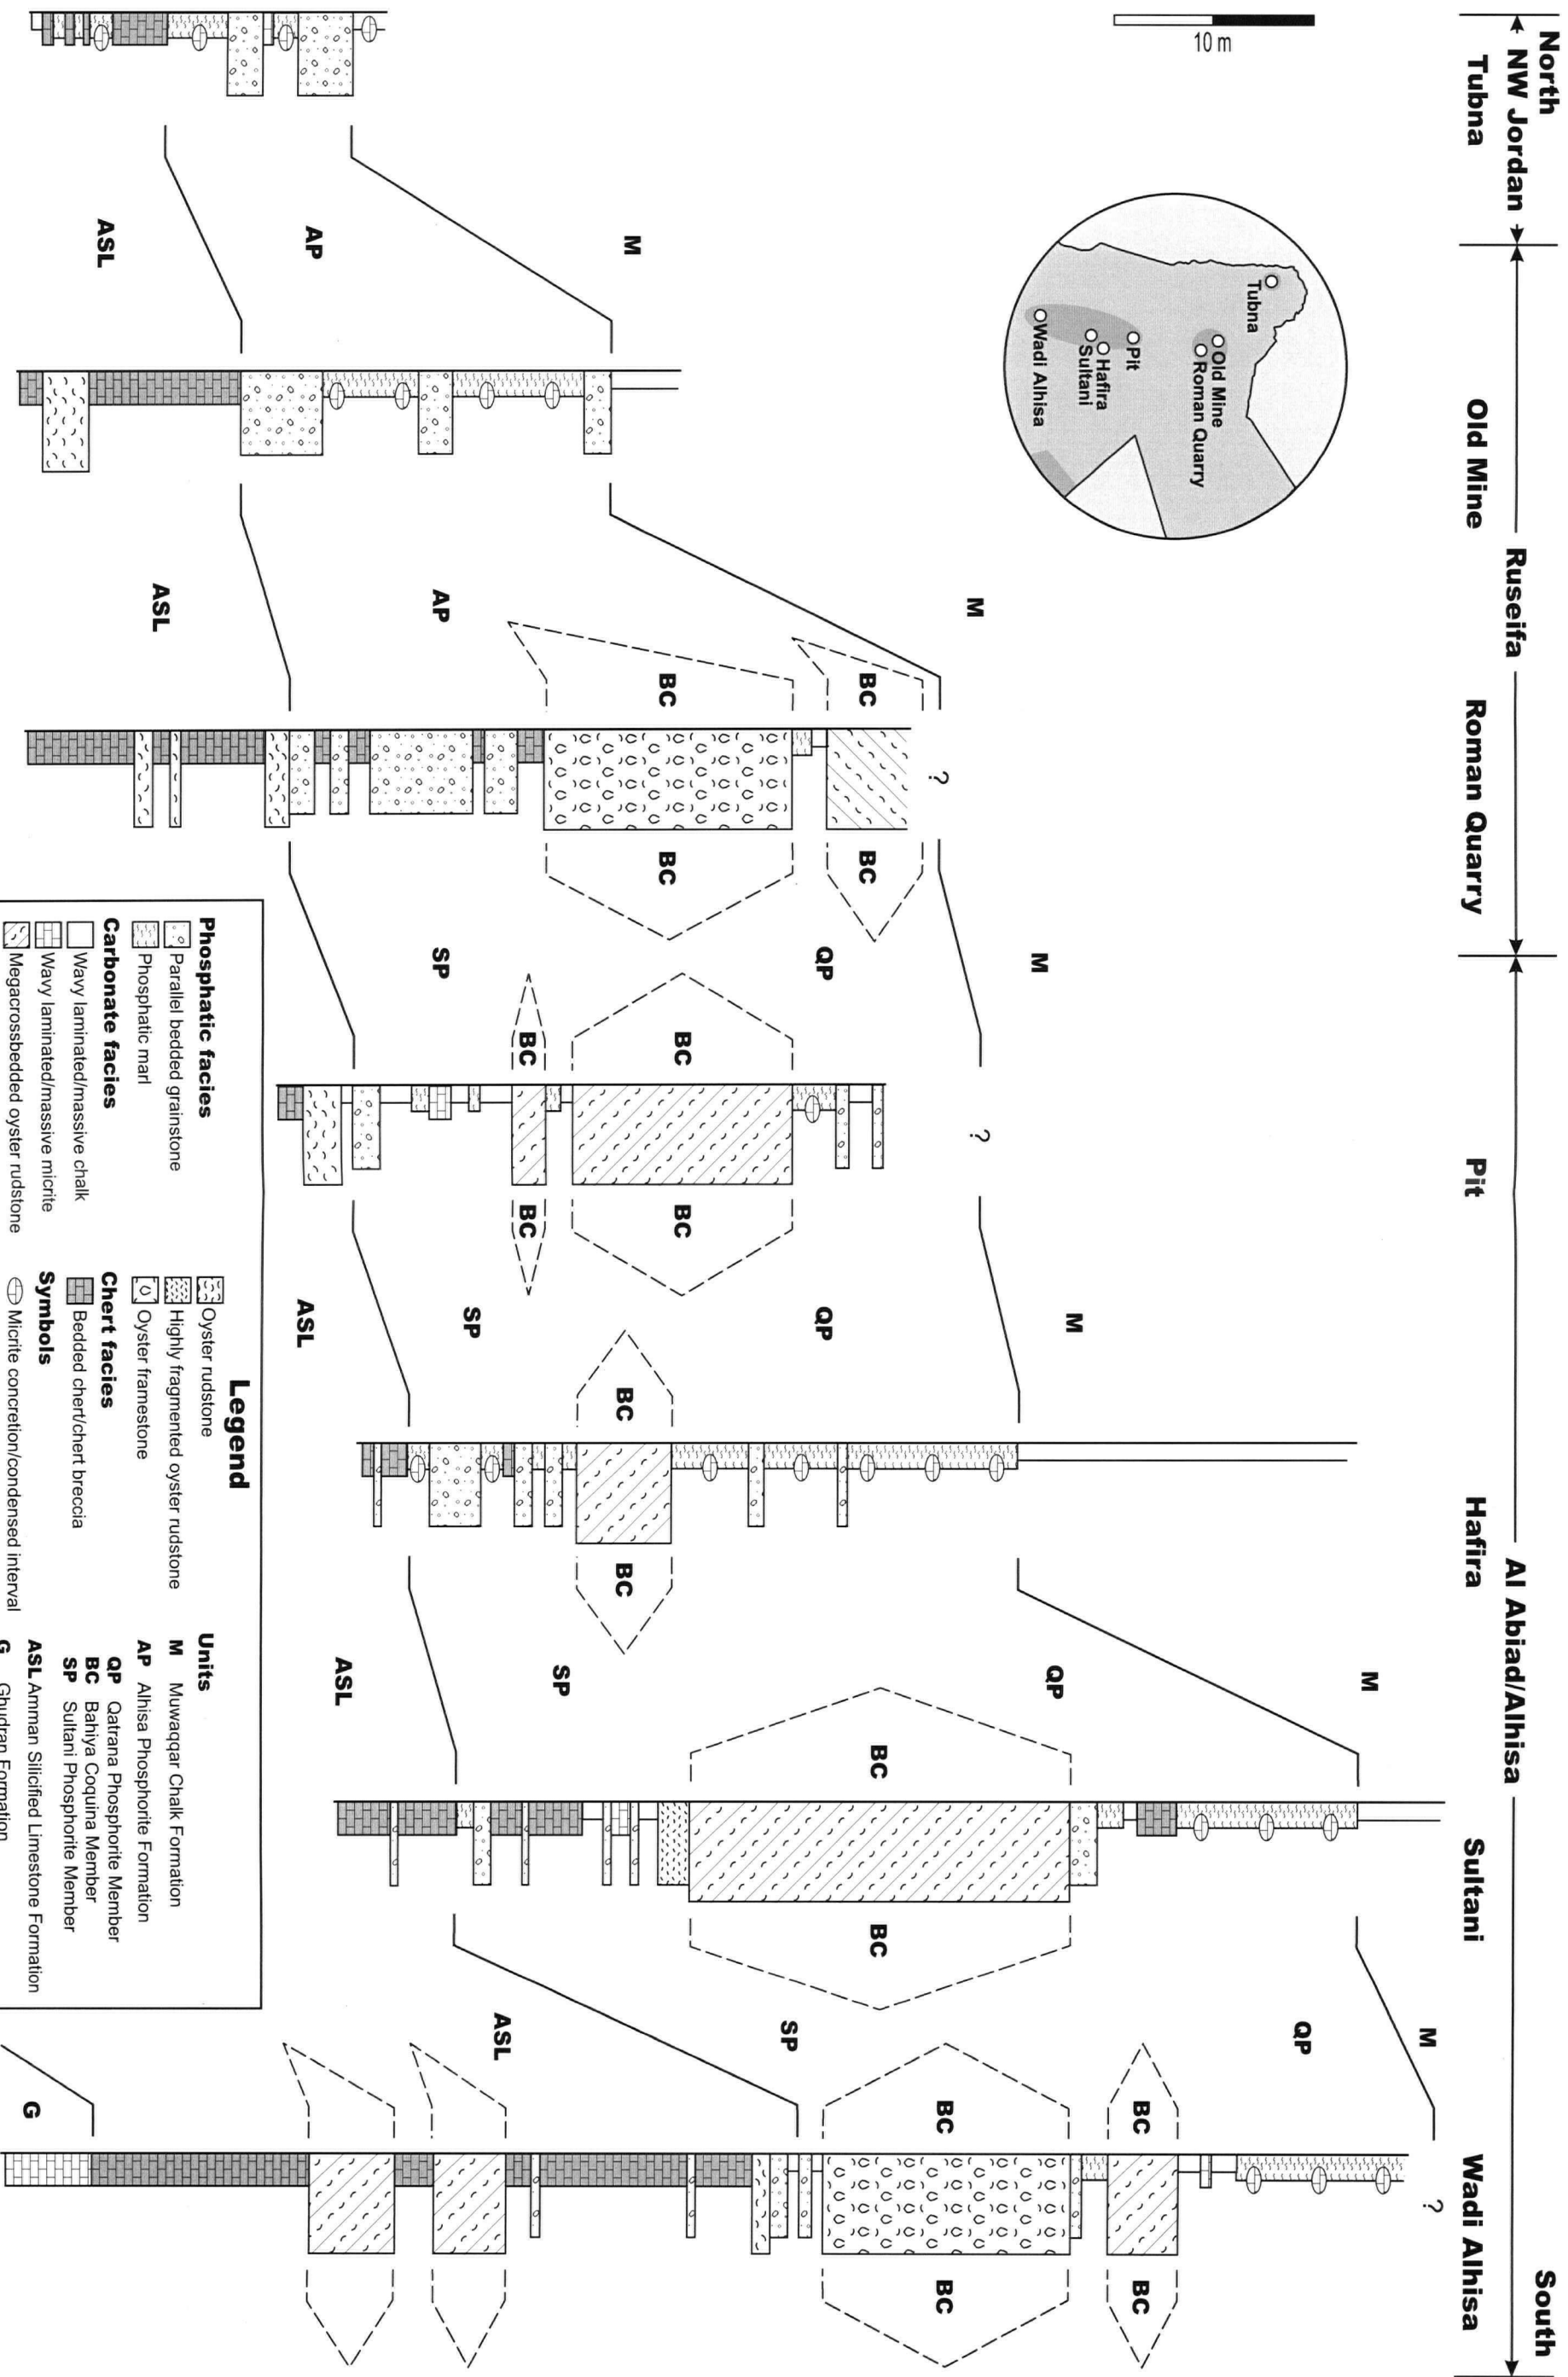 North
South
NW Jordan
Ruseifa
Al Abiad/Alhisa
Tubna
Old Mine
Roman Quarry
Pit
Hafira
Sultani
Wadi Alhisa
10 m
Tubna
Old Mine
Roman Quarry
Pit
Hafira
Sultani
Wadi Alhisa
M
M
M
M
M
M
? 
?
?
AP
AP
ASL
ASL
BC
BC
BC
BC
QP
SP
BC
BC
BC
BC
ASL
SP
QP
BC
BC
ASL
SP
QP
BC
BC
ASL
SP
QP
BC
BC
BC
BC
G
Legend
Phosphatic facies
Parallel bedded grainstone
Phosphatic marl
Carbonate facies
Wavy laminated/massive chalk
Wavy laminated/massive micrite
Megacrossbedded oyster rudstone
Oyster rudstone
Highly fragmented oyster rudstone
Oyster framestone
Chert facies
Bedded chert/chert breccia
Symbols
Micrite concretion/condensed interval
Units
M Muwaqqar Chalk Formation
AP Alhisa Phosphorite Formation
QP Qatrana Phosphorite Member
BC Bahiya Coquina Member
SP Sultani Phosphorite Member
ASL Amman Silicified Limestone Formation
G Ghudran Formation